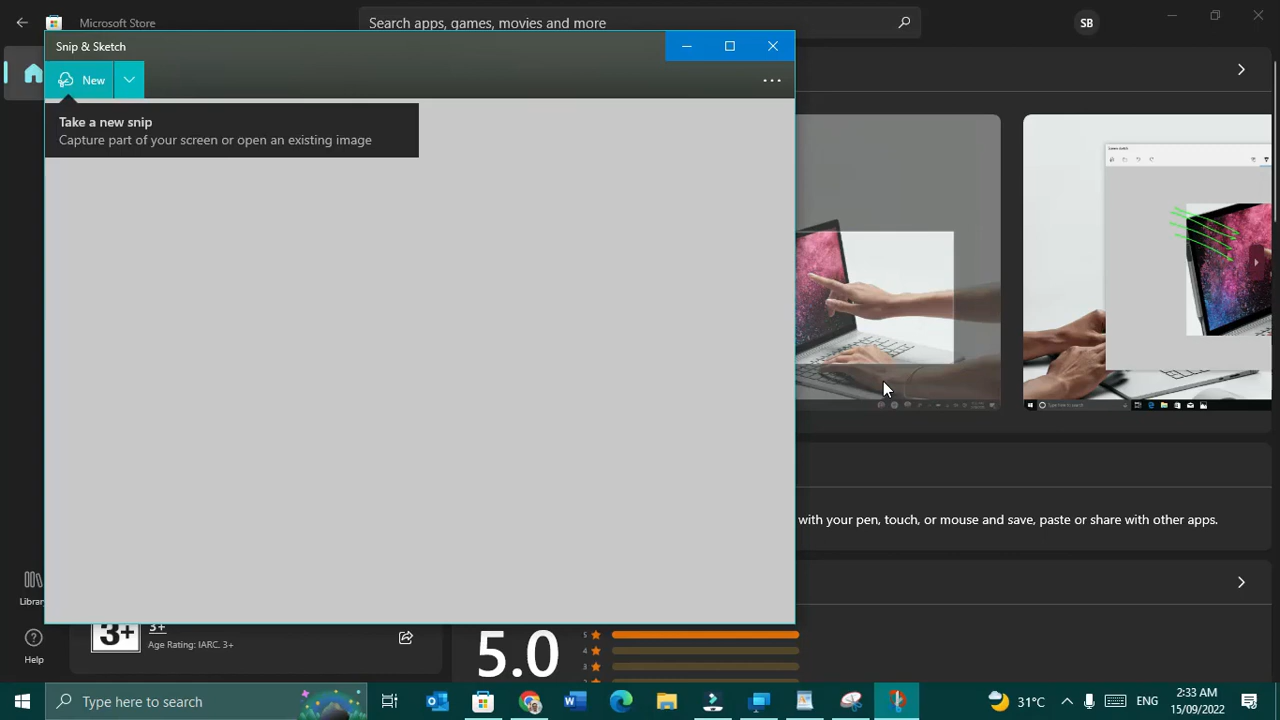 Microsoft Store
Search apps, games, movies and more
SB
Snip & Sketch
New
Take a new snip
Capture part of your screen or open an existing image
with your pen, touch, or mouse and save, paste or share with other apps.
Library
3+
3+
Age Rating: IARC. 3+
Help
5.0
5
4
3
Type here to search
31°C
ENG
2:33 AM
15/09/2022